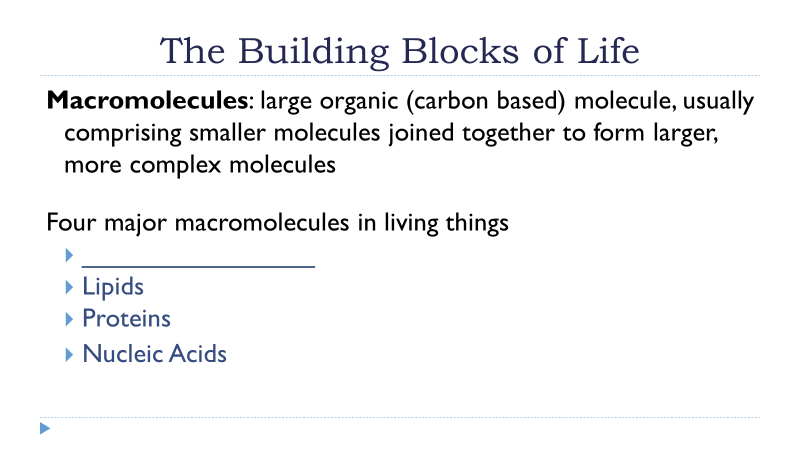 The Building Blocks of Life
Macromolecules: large organic (carbon based) molecule, usually
comprising smaller molecules joined together to form larger,
more complex molecules
Four major macromolecules in living things
____________________
Lipids
Proteins
Nucleic Acids